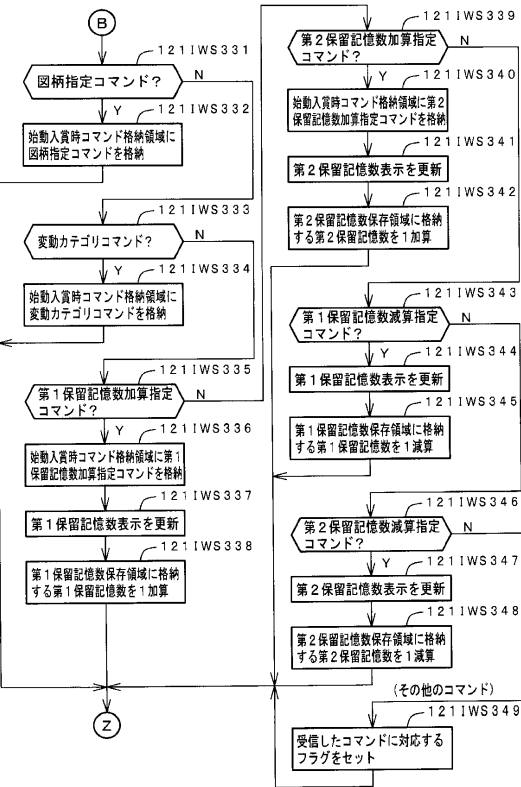 B
121IWS331
図柄指定コマンド？
N
Y
121IWS332
始動入賞時コマンド格納領域に
図柄指定コマンドを格納
121IWS333
変動カテゴリコマンド？
N
Y
121IWS334
始動入賞時コマンド格納領域に
変動カテゴリコマンドを格納
121IWS335
第1保留記憶数加算指定
コマンド？
N
Y
121IWS336
始動入賞時コマンド格納領域に第1
保留記憶数加算指定コマンドを格納
121IWS337
第1保留記憶数表示を更新
121IWS338
第1保留記憶数保存領域に格納
する第1保留記憶数を1加算
Z
121IWS339
第2保留記憶数加算指定
コマンド？
N
Y
121IWS340
始動入賞時コマンド格納領域に第2
保留記憶数加算指定コマンドを格納
121IWS341
第2保留記憶数表示を更新
121IWS342
第2保留記憶数保存領域に格納
する第2保留記憶数を1加算
121IWS343
第1保留記憶数減算指定
コマンド？
N
Y
121IWS344
第1保留記憶数表示を更新
121IWS345
第1保留記憶数保存領域に格納
する第1保留記憶数を1減算
121IWS346
第2保留記憶数減算指定
コマンド？
N
Y
121IWS347
第2保留記憶数表示を更新
121IWS348
第2保留記憶数保存領域に格納
する第2保留記憶数を1減算
(その他のコマンド)
121IWS349
受信したコマンドに対応する
フラグをセット